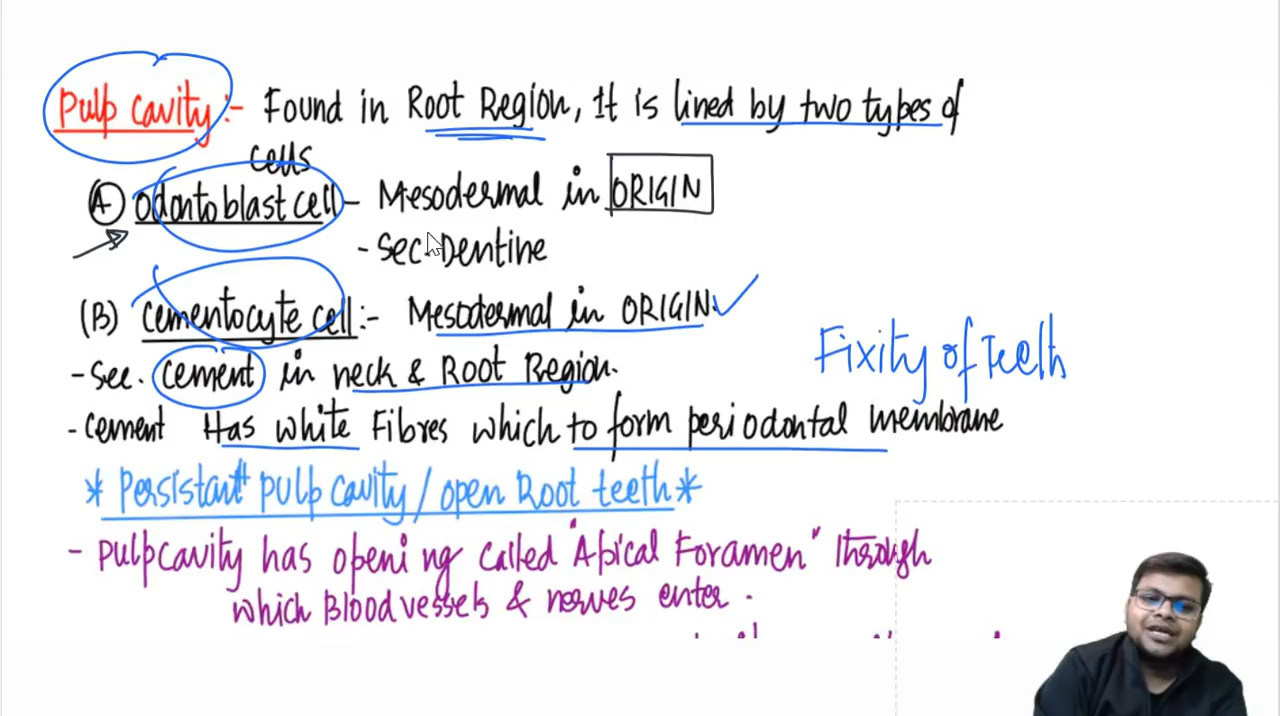 Pulp cavity :- Found in Root Region, It is lined by two types of
cells
(A) odontoblast cell - Mesodermal in ORIGIN
- Sec. Dentine
(B) cementocyte cell :- Mesodermal in ORIGIN.
- Sec. cement in neck & Root Region.
Fixity of Teeth
- cement Has white Fibres which to form periodontal membrane
* Persistant pulp cavity / open Root teeth *
- pulpcavity has opening called "Apical Foramen" through
which Blood vessels & nerves enter .